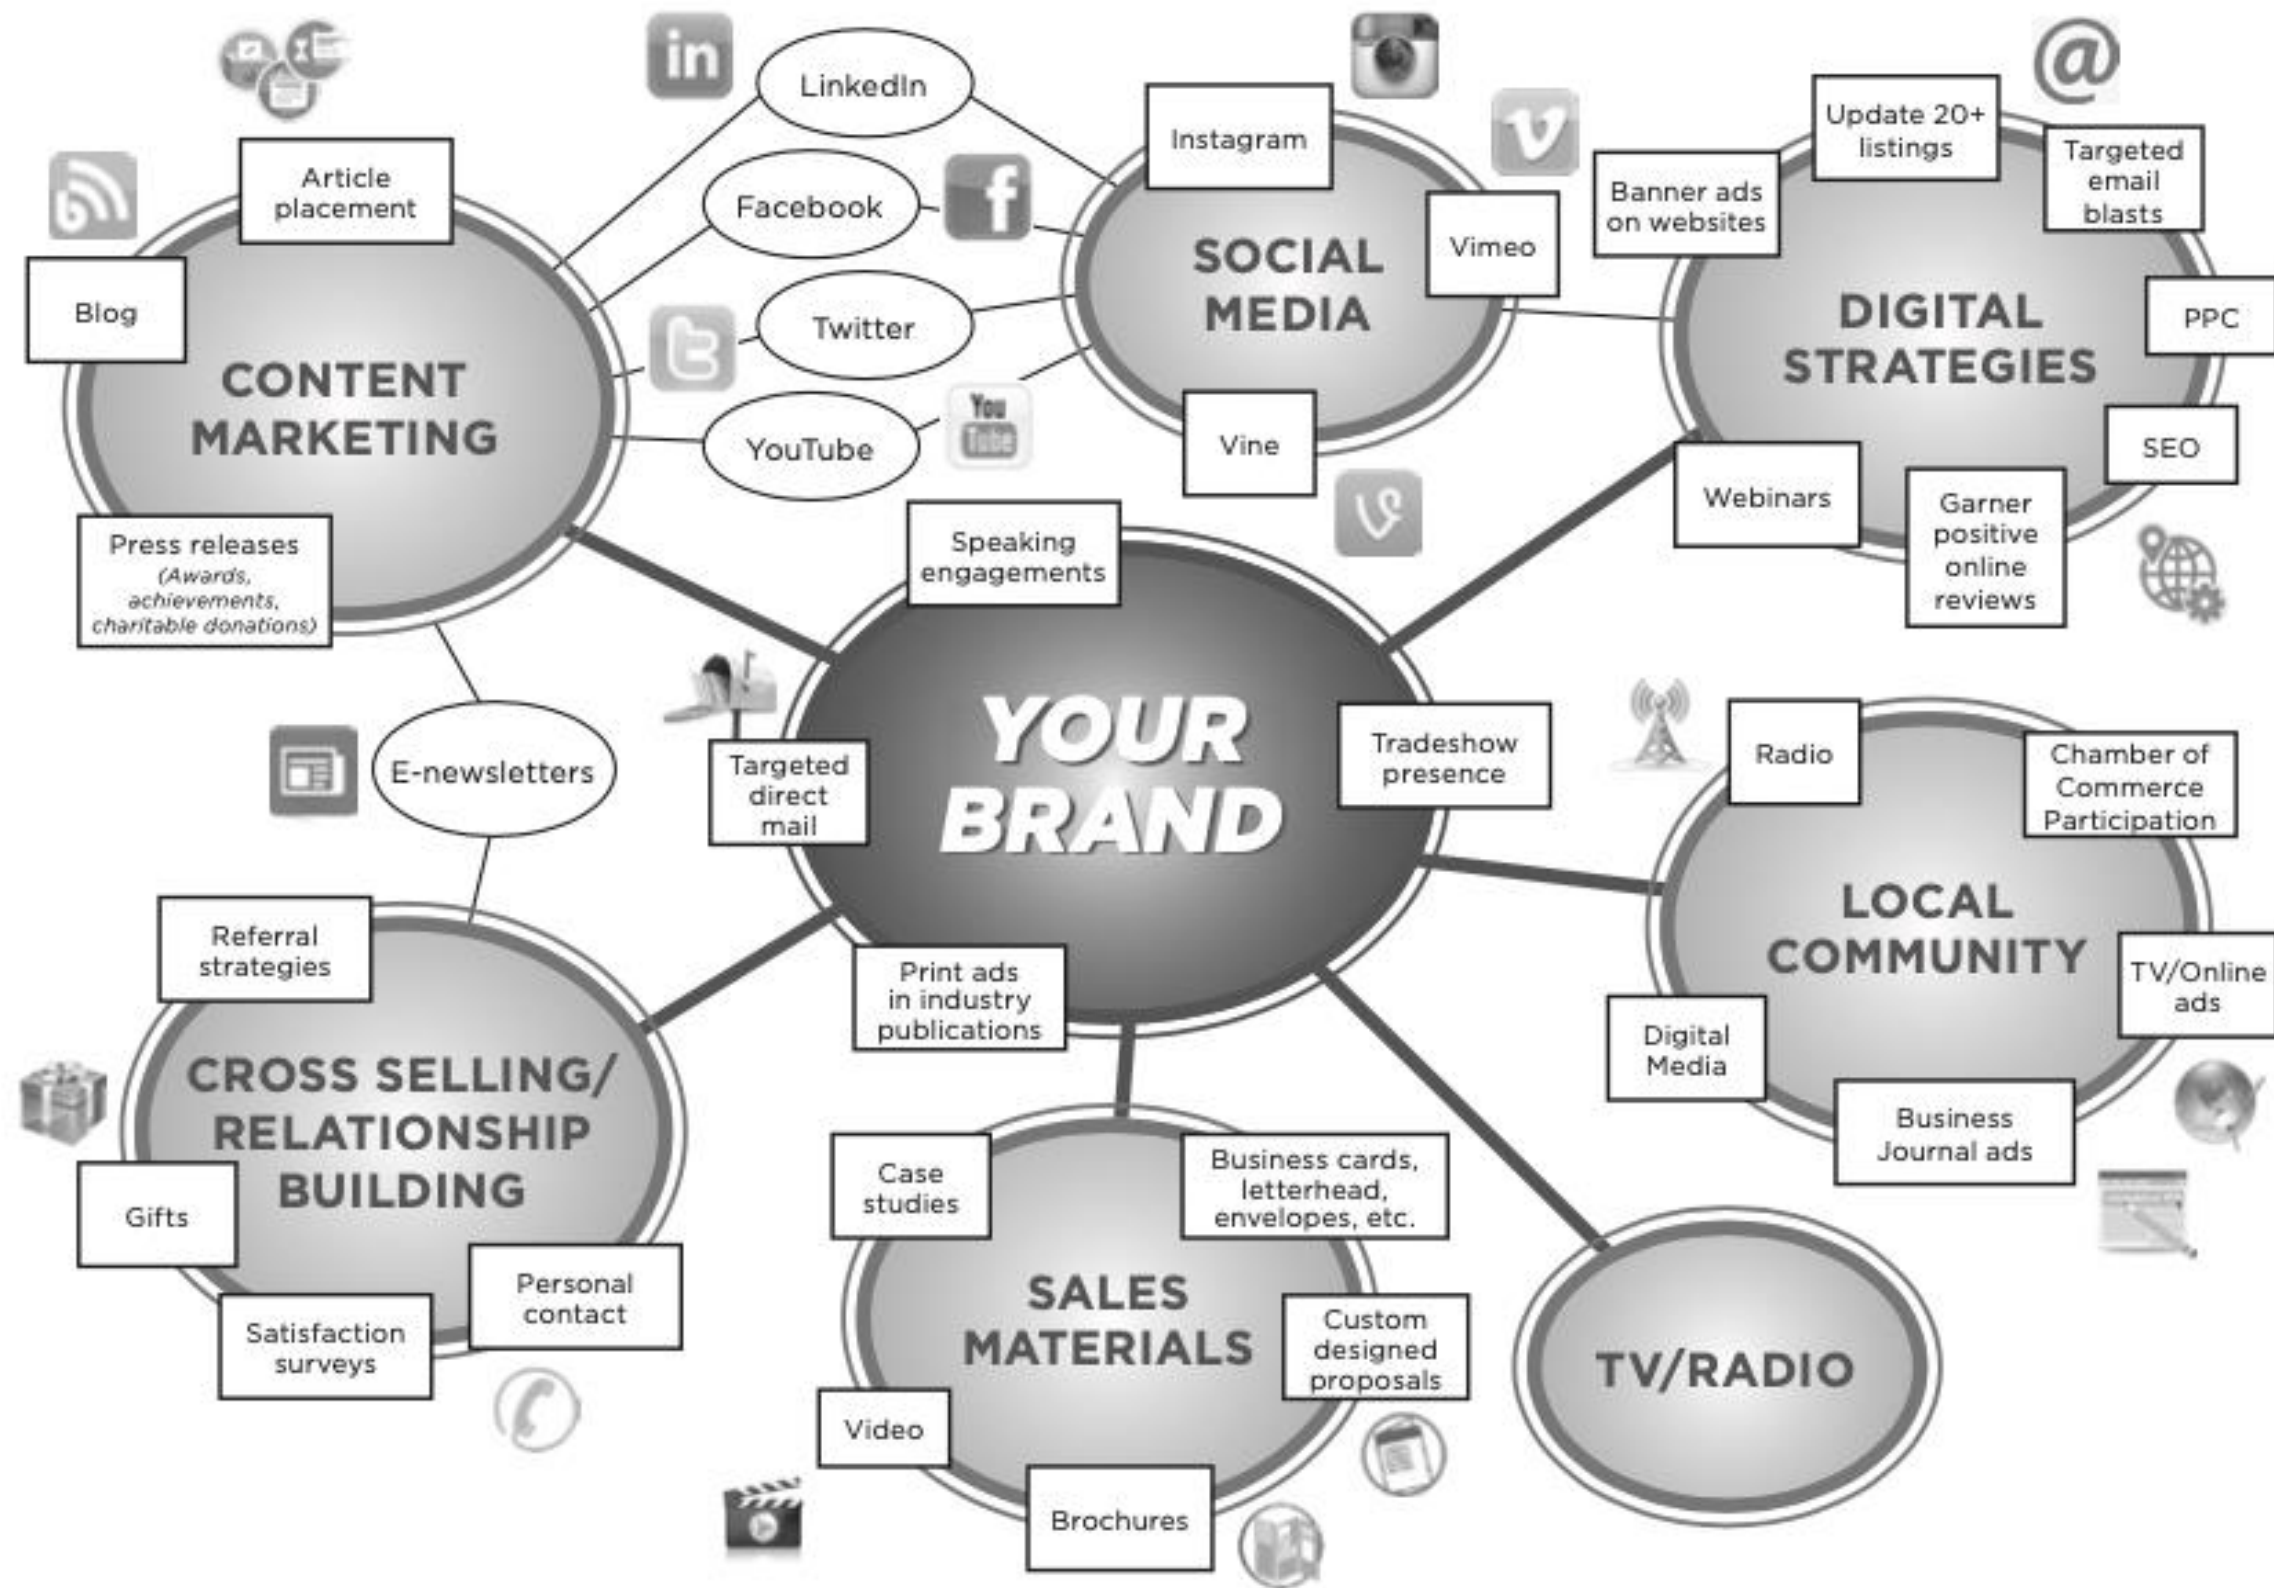 in
LinkedIn
Instagram
@
Update 20+
listings
Targeted
email
blasts
Article
placement
Facebook
f
V
Banner ads
on websites
SOCIAL
MEDIA
Vimeo
Blog
Twitter
t
DIGITAL
STRATEGIES
PPC
CONTENT
MARKETING
YouTube
You
Tube
Vine
SEO
Webinars
Garner
positive
online
reviews
Press releases
(Awards,
achievements,
charitable donations)
Speaking
engagements
E-newsletters
Targeted
direct
mail
YOUR
BRAND
Tradeshow
presence
Print ads
in industry
publications
Radio
Chamber of
Commerce
Participation
LOCAL
COMMUNITY
TV/Online
ads
Digital
Media
Business
Journal ads
Referral
strategies
CROSS SELLING/
RELATIONSHIP
BUILDING
Gifts
Personal
contact
Satisfaction
surveys
Case
studies
Business cards,
letterhead,
envelopes, etc.
SALES
MATERIALS
Custom
designed
proposals
Video
Brochures
TV/RADIO